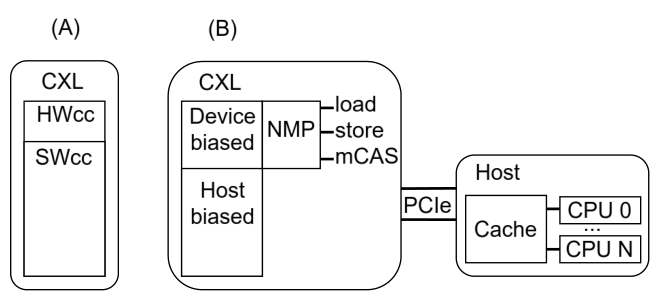 (A)
CXL
HWcc
SWcc
(B)
CXL
Device
biased
NMP
load
store
mCAS
Host
biased
PCIe
Host
Cache
CPU 0
...
CPU N